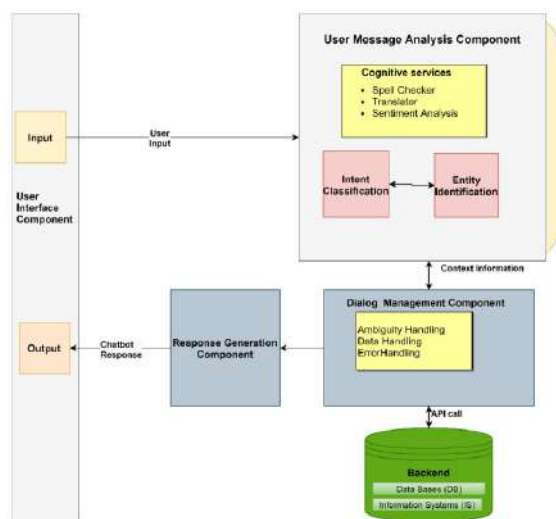 User Message Analysis Component
Cognitive services
• Spell Checker
• Translator
• Sentiment Analysis
Input
User
Input
Intent
Classification
Entity
Identification
User
Interface
Component
Context Information
Dialog Management Component
Ambiguity Handling
Data Handling
ErrorHandling
Response Generation
Component
Chatbot
Response
Output
API call
Backend
Data Bases (DB)
Information Systems (IS)